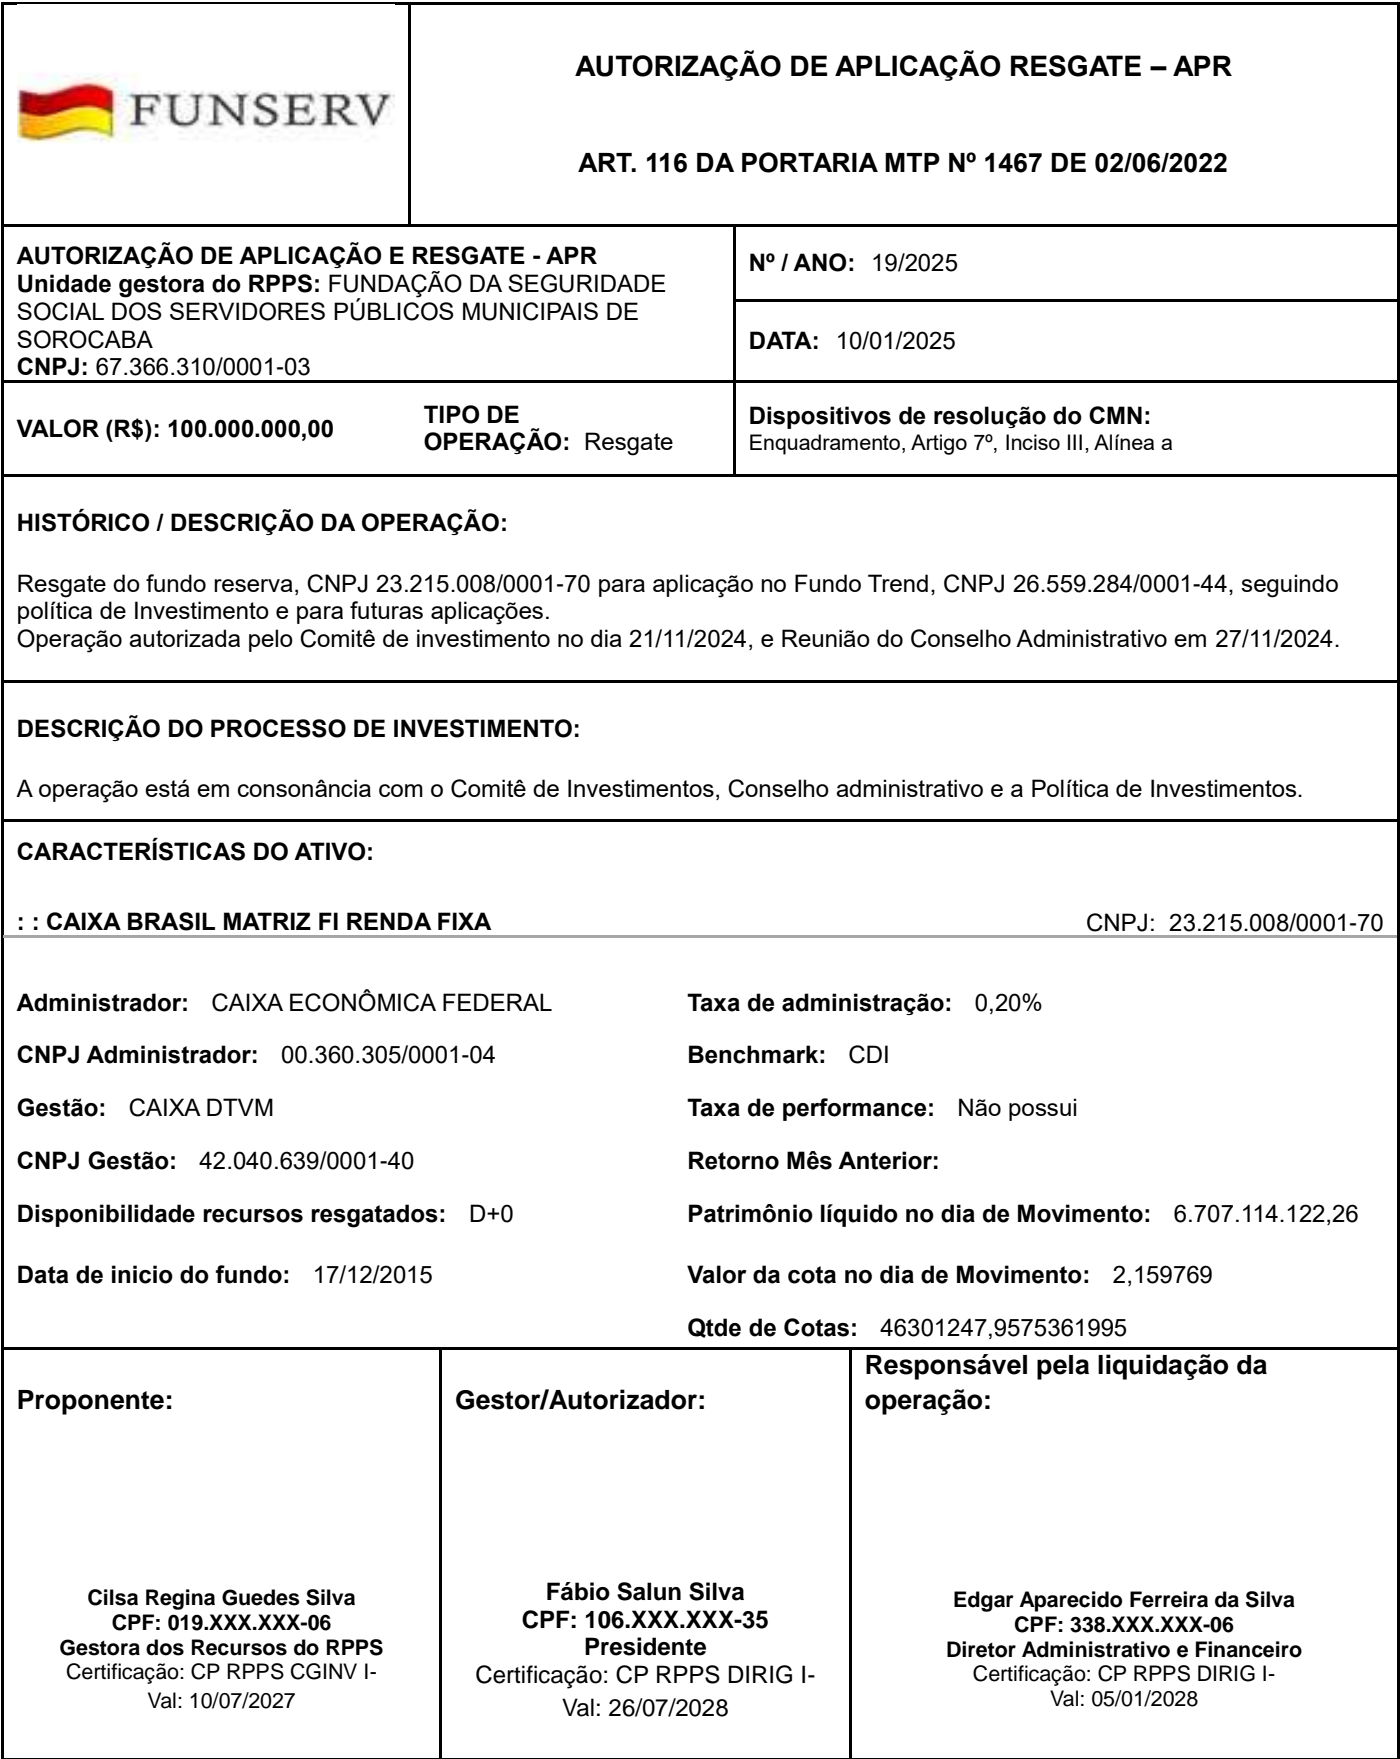 FUNSERV
AUTORIZAÇÃO DE APLICAÇÃO RESGATE – APR
ART. 116 DA PORTARIA MTP Nº 1467 DE 02/06/2022
AUTORIZAÇÃO DE APLICAÇÃO E RESGATE - APR
Unidade gestora do RPPS: FUNDAÇÃO DA SEGURIDADE
SOCIAL DOS SERVIDORES PÚBLICOS MUNICIPAIS DE
SOROCABA
CNPJ: 67.366.310/0001-03
Nº / ANO: 19/2025
DATA: 10/01/2025
VALOR (R$): 100.000.000,00
TIPO DE
OPERAÇÃO: Resgate
Dispositivos de resolução do CMN:
Enquadramento, Artigo 7º, Inciso III, Alínea a
HISTÓRICO / DESCRIÇÃO DA OPERAÇÃO:
Resgate do fundo reserva, CNPJ 23.215.008/0001-70 para aplicação no Fundo Trend, CNPJ 26.559.284/0001-44, seguindo
política de Investimento e para futuras aplicações.
Operação autorizada pelo Comitê de investimento no dia 21/11/2024, e Reunião do Conselho Administrativo em 27/11/2024.
DESCRIÇÃO DO PROCESSO DE INVESTIMENTO:
A operação está em consonância com o Comitê de Investimentos, Conselho administrativo e a Política de Investimentos.
CARACTERÍSTICAS DO ATIVO:
: : CAIXA BRASIL MATRIZ FI RENDA FIXA CNPJ: 23.215.008/0001-70
Administrador: CAIXA ECONÔMICA FEDERAL Taxa de administração: 0,20%
CNPJ Administrador: 00.360.305/0001-04 Benchmark: CDI
Gestão: CAIXA DTVM Taxa de performance: Não possui
CNPJ Gestão: 42.040.639/0001-40 Retorno Mês Anterior:
Disponibilidade recursos resgatados: D+0 Patrimônio líquido no dia de Movimento: 6.707.114.122,26
Data de inicio do fundo: 17/12/2015 Valor da cota no dia de Movimento: 2,159769
Qtde de Cotas: 46301247,9575361995
Proponente:
Cilsa Regina Guedes Silva
CPF: 019.XXX.XXX-06
Gestora dos Recursos do RPPS
Certificação: CP RPPS CGINV I-
Val: 10/07/2027
Gestor/Autorizador:
Fábio Salun Silva
CPF: 106.XXX.XXX-35
Presidente
Certificação: CP RPPS DIRIG I-
Val: 26/07/2028
Responsável pela liquidação da
operação:
Edgar Aparecido Ferreira da Silva
CPF: 338.XXX.XXX-06
Diretor Administrativo e Financeiro
Certificação: CP RPPS DIRIG I-
Val: 05/01/2028